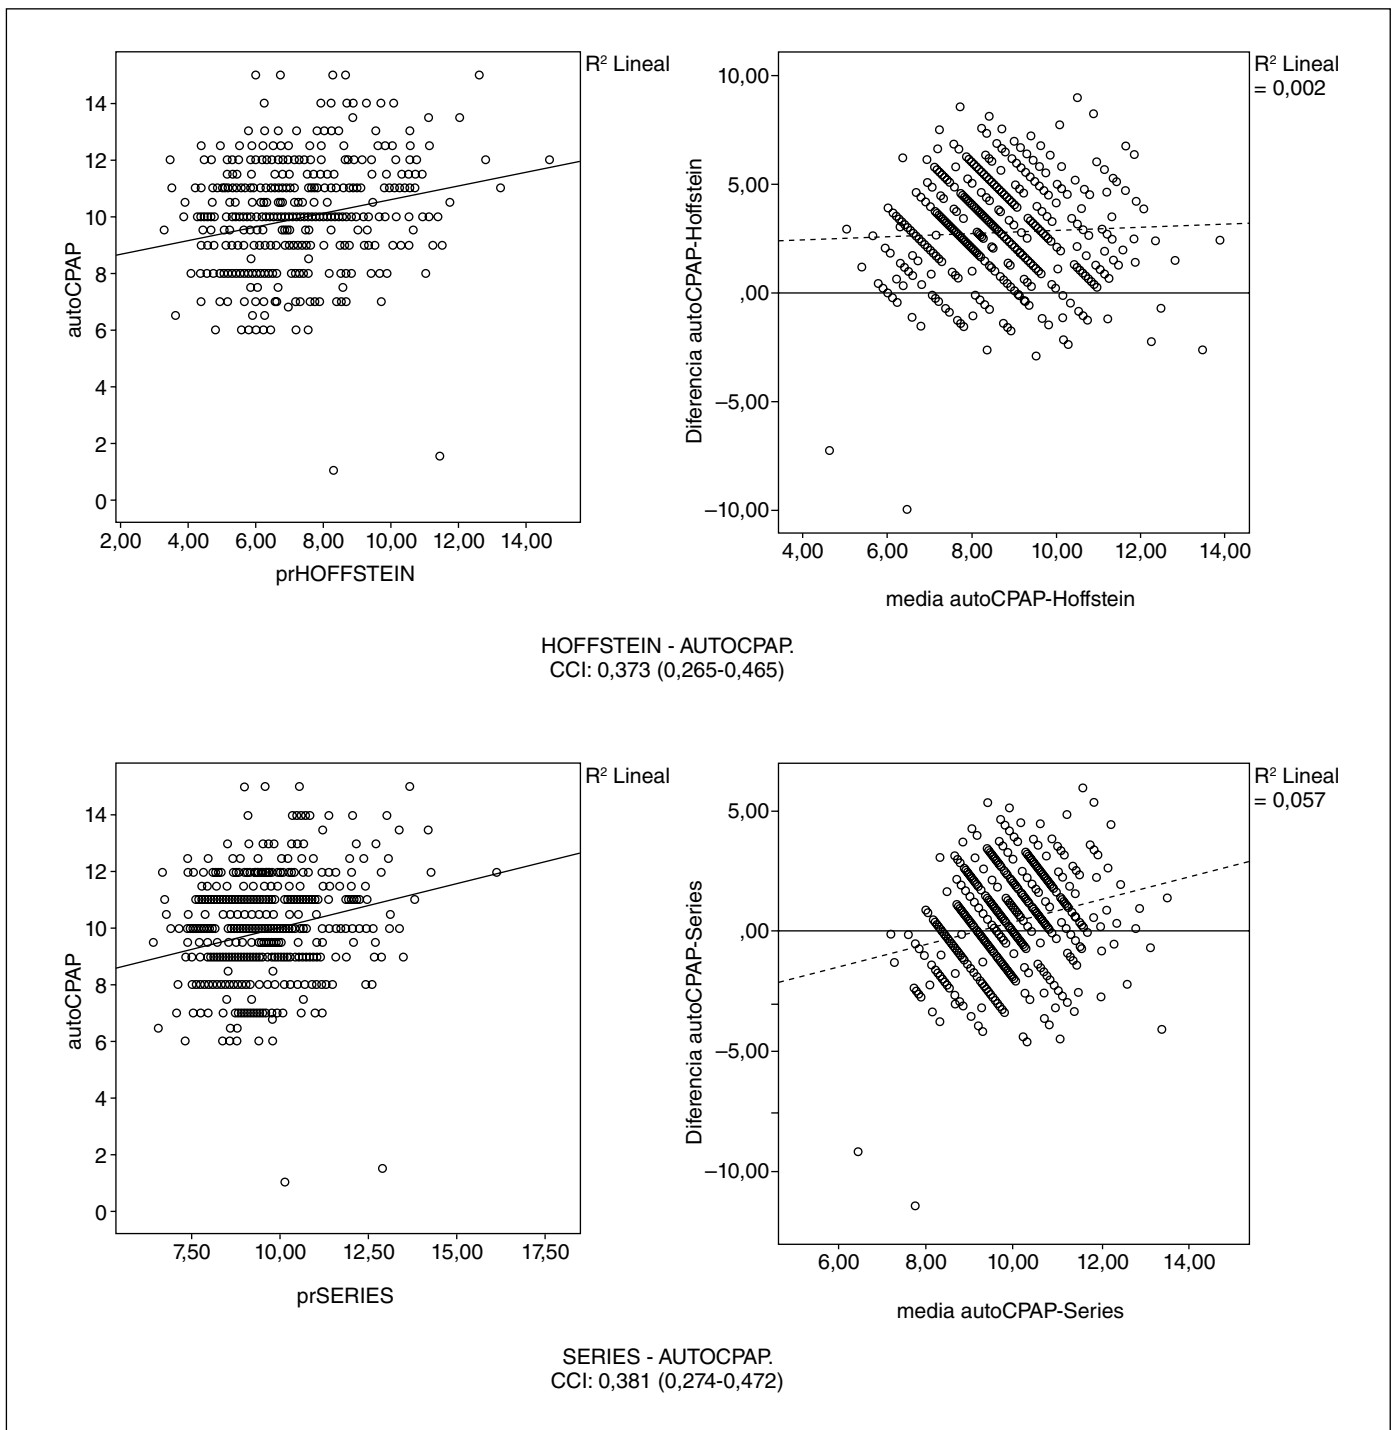 R² Lineal
14
12
10
8
6
4
2
0
autoCPAP
2,00 4,00 6,00 8,00 10,00 12,00 14,00
prHOFFSTEIN
R² Lineal
= 0,002
10,00
5,00
,00
–5,00
–10,00
Diferencia autoCPAP-Hoffstein
4,00 6,00 8,00 10,00 12,00 14,00
media autoCPAP-Hoffstein
HOFFSTEIN - AUTOCPAP.
CCI: 0,373 (0,265-0,465)
R² Lineal
14
12
10
8
6
4
2
0
autoCPAP
7,50 10,00 12,50 15,00 17,50
prSERIES
R² Lineal
= 0,057
5,00
,00
–5,00
–10,00
Diferencia autoCPAP-Series
6,00 8,00 10,00 12,00 14,00
media autoCPAP-Series
SERIES - AUTOCPAP.
CCI: 0,381 (0,274-0,472)